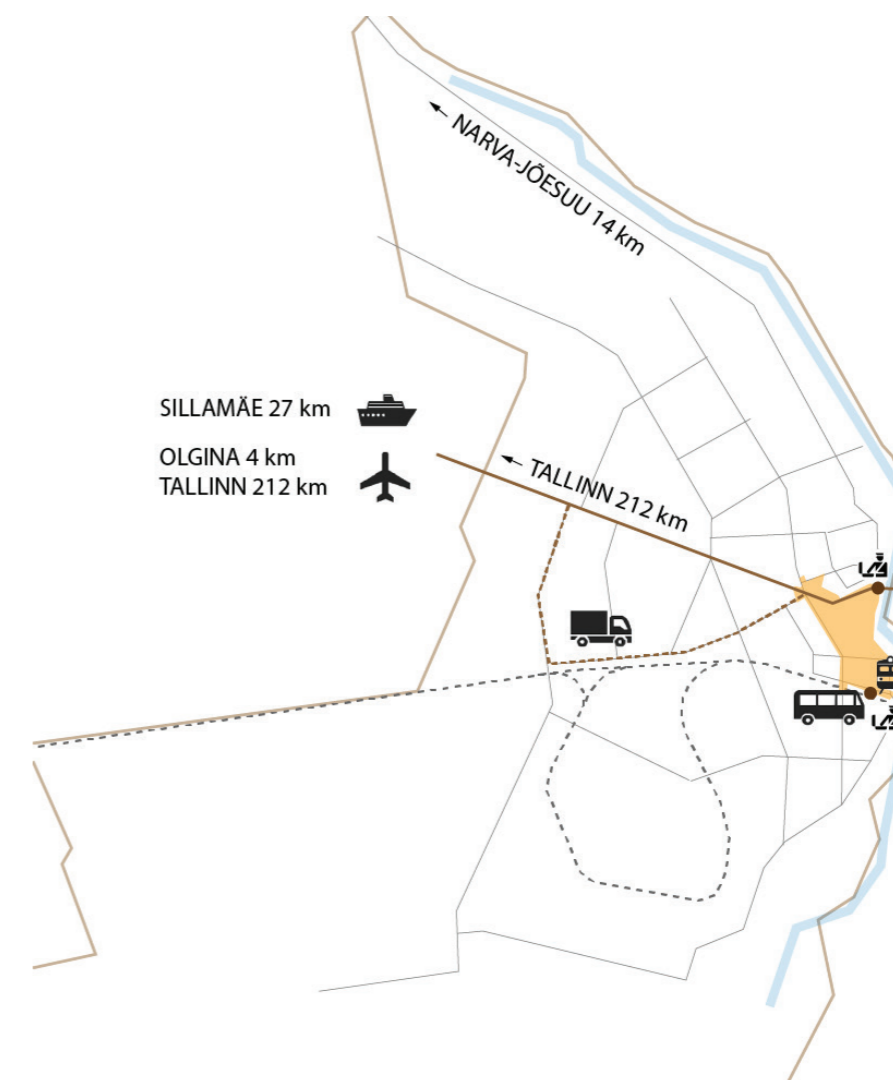 NARVA-JÕESUU 14 km
SILLAMÄE 27 km
OLGINA 4 km
TALLINN 212 km
TALLINN 212 km